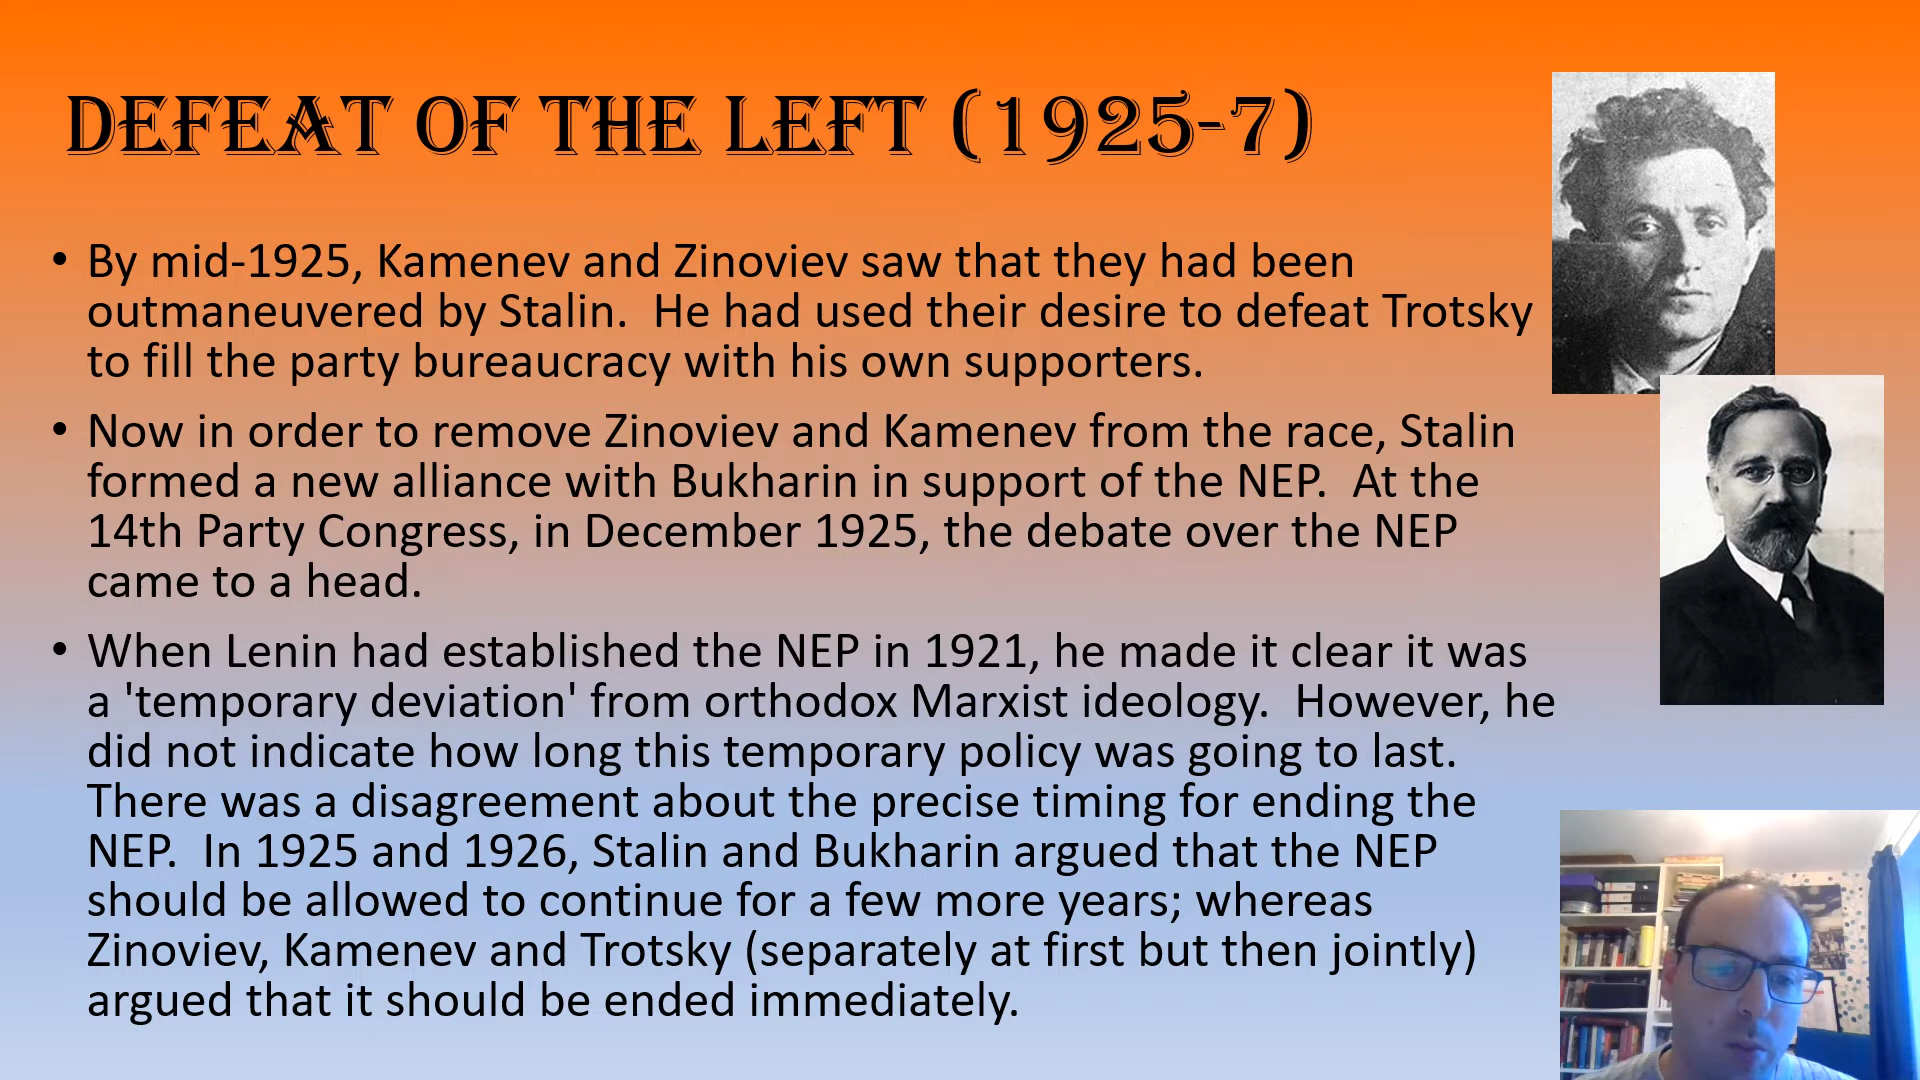 DEFEAT OF THE LEFT (1925-7)
• By mid-1925, Kamenev and Zinoviev saw that they had been
outmaneuvered by Stalin.  He had used their desire to defeat Trotsky
to fill the party bureaucracy with his own supporters.
• Now in order to remove Zinoviev and Kamenev from the race, Stalin
formed a new alliance with Bukharin in support of the NEP.  At the
14th Party Congress, in December 1925, the debate over the NEP
came to a head.
• When Lenin had established the NEP in 1921, he made it clear it was
a 'temporary deviation' from orthodox Marxist ideology.  However, he
did not indicate how long this temporary policy was going to last.
There was a disagreement about the precise timing for ending the
NEP.  In 1925 and 1926, Stalin and Bukharin argued that the NEP
should be allowed to continue for a few more years; whereas
Zinoviev, Kamenev and Trotsky (separately at first but then jointly)
argued that it should be ended immediately.